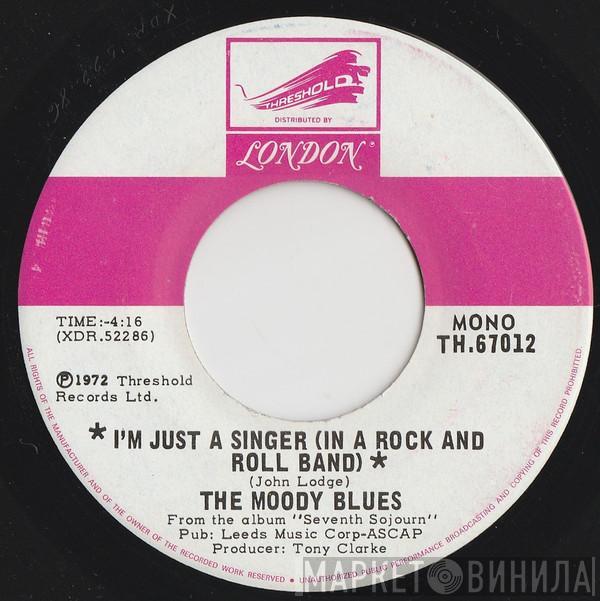 THRESHOLD
DISTRIBUTED BY
LONDON®
TIME:-4:16
(XDR.52286)
MONO
TH.67012
Ⓟ1972 Threshold
Records Ltd.
* I'M JUST A SINGER (IN A ROCK AND
ROLL BAND) *
(John Lodge)
THE MOODY BLUES
From the album "Seventh Sojourn"
Pub: Leeds Music Corp-ASCAP
Producer: Tony Clarke
ALL RIGHTS OF THE MANUFACTURER AND OF THE OWNER OF THE RECORDED WORK RESERVED • UNAUTHORIZED PUBLIC PERFORMANCE BROADCASTING AND COPYING OF THIS RECORD PROHIBITED.
МАРКЕТ ВИНИЛА